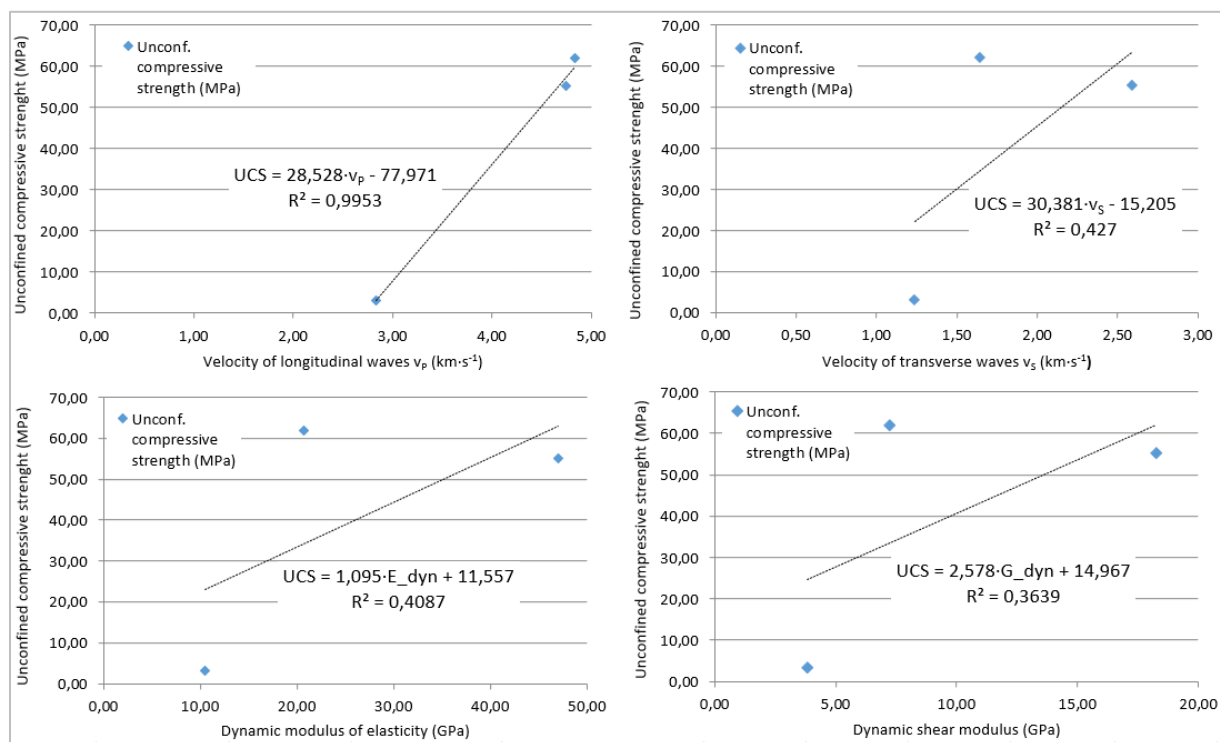 Unconfined compressive strenght (MPa)
70,00
60,00
50,00
40,00
30,00
20,00
10,00
0,00
Unconf.
compressive
strength (MPa)
UCS = 28,528·vP - 77,971
R² = 0,9953
0,00 1,00 2,00 3,00 4,00 5,00
Velocity of longitudinal waves vP (km·s⁻¹)
Unconfined compressive strenght (MPa)
70,00
60,00
50,00
40,00
30,00
20,00
10,00
0,00
Unconf.
compressive
strength (MPa)
UCS = 30,381·vS - 15,205
R² = 0,427
0,00 0,50 1,00 1,50 2,00 2,50 3,00
Velocity of transverse waves vS (km·s⁻¹)
Unconfined compressive strenght (MPa)
70,00
60,00
50,00
40,00
30,00
20,00
10,00
0,00
Unconf.
compressive
strength (MPa)
UCS = 1,095·E_dyn + 11,557
R² = 0,4087
0,00 10,00 20,00 30,00 40,00 50,00
Dynamic modulus of elasticity (GPa)
Unconfined compressive strenght (MPa)
70,00
60,00
50,00
40,00
30,00
20,00
10,00
0,00
Unconf.
compressive
strength (MPa)
UCS = 2,578·G_dyn + 14,967
R² = 0,3639
0,00 5,00 10,00 15,00 20,00
Dynamic shear modulus (GPa)